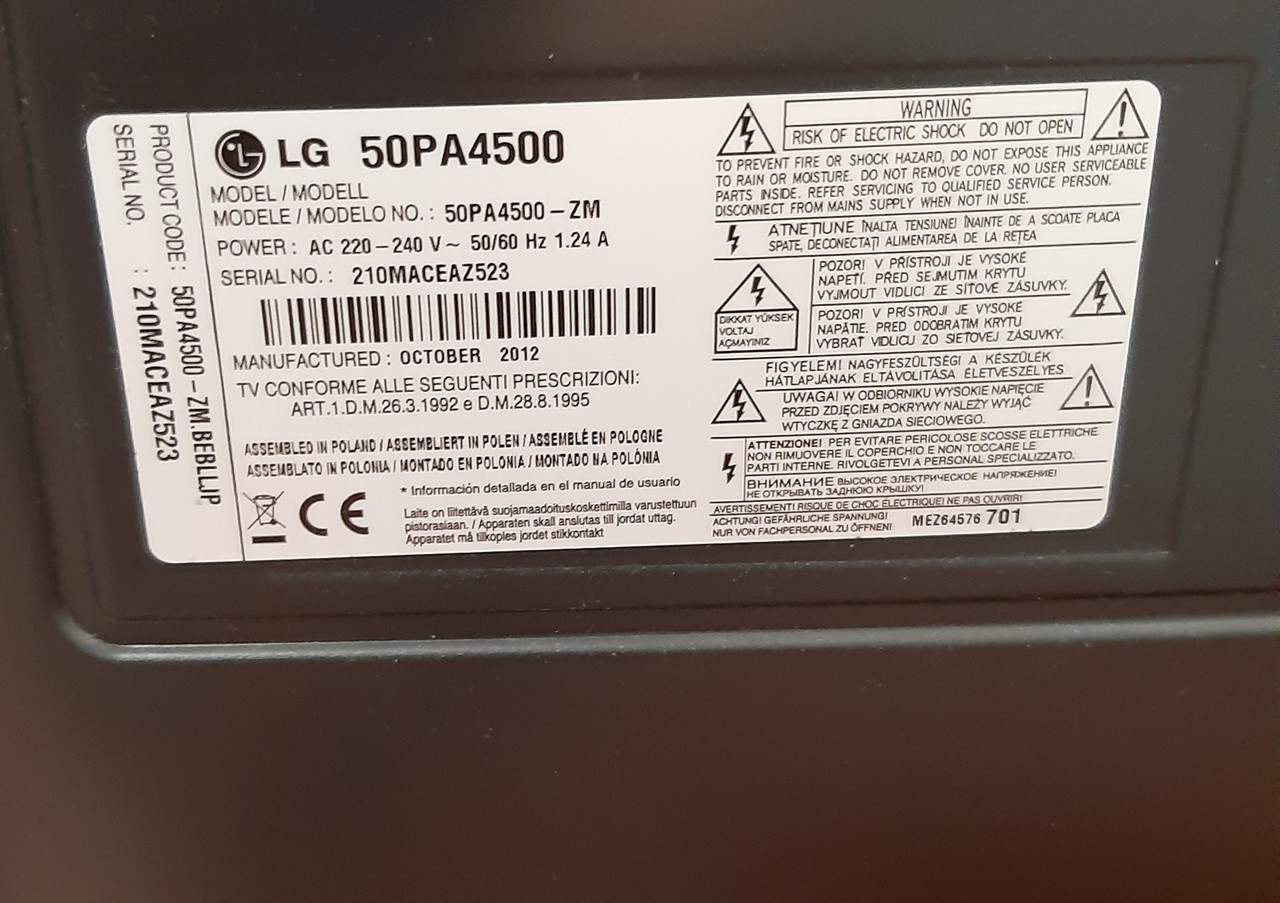 PRODUCT CODE: 50PA4500-ZM.BEBLLJP
SERIAL NO. : 210MACEAZ523
LG 50PA4500
MODEL / MODELL
MODELE / MODELO NO. : 50PA4500-ZM
POWER : AC 220-240 V~ 50/60 Hz 1.24 A
SERIAL NO. : 210MACEAZ523
MANUFACTURED : OCTOBER 2012
TV CONFORME ALLE SEGUENTI PRESCRIZIONI:
ART.1.D.M.26.3.1992 e D.M.28.8.1995
ASSEMBLED IN POLAND / ASSEMBLIERT IN POLEN / ASSEMBLÉ EN POLOGNE
ASSEMBLATO IN POLONIA / MONTADO EN POLONIA / MONTADO NA POLÓNIA
* Información detallada en el manual de usuario
CE
Laite on liitettävä suojamaadoituskoskettimilla varustettuun
pistorasiaan. / Apparaten skall anslutas till jordat uttag.
Apparatet må tilkoples jordet stikkontakt
WARNING
RISK OF ELECTRIC SHOCK DO NOT OPEN
TO PREVENT FIRE OR SHOCK HAZARD, DO NOT EXPOSE THIS APPLIANCE
TO RAIN OR MOISTURE. DO NOT REMOVE COVER. NO USER SERVICEABLE
PARTS INSIDE. REFER SERVICING TO QUALIFIED SERVICE PERSON.
DISCONNECT FROM MAINS SUPPLY WHEN NOT IN USE.
ATNEŢIUNE ÎNALTA TENSIUNE! ÎNAINTE DE A SCOATE PLACA
SPATE, DECONECTAŢI ALIMENTAREA DE LA REŢEA
DIKKAT YÜKSEK
VOLTAJ
AÇMAYINIZ
POZOR! V PŘÍSTROJI JE VYSOKÉ
NAPETÍ. PŘED SEJMUTIM KRYTU
VYJMOUT VIDLICI ZE SÍŤOVÉ ZÁSUVKY.
POZOR! V PRÍSTROJI JE VYSOKÉ
NAPÄTIE. PRED ODOBRATIM KRYTU
VYBRAŤ VIDLICU ZO SIEŤOVEJ ZÁSUVKY.
FIGYELEM! NAGYFESZÜLTSÉG! A KÉSZÜLÉK
HÁTLAPJÁNAK ELTÁVOLITÁSA ÉLETVESZÉLYES
UWAGA! W ODBIORNIKU WYSOKIE NAPIĘCIE
PRZED ZDJĘCIEM POKRYWY NALEŻY WYJĄĆ
WTYCZKĘ Z GNIAZDA SIECIOWEGO.
ATTENZIONE! PER EVITARE PERICOLOSE SCOSSE ELETTRICHE
NON RIMUOVERE IL COPERCHIO E NON TOCCARE LE
PARTI INTERNE. RIVOLGETEVI A PERSONAL SPECIALIZZATO.
ВНИМАНИЕ ВЫСОКОЕ ЭЛЕКТРИЧЕСКОЕ НАПРЯЖЕНИЕ!
НЕ ОТКРЫВАТЬ ЗАДНЮЮ КРЫШКУ!
AVERTISSEMENT! RISQUE DE CHOC ÉLECTRIQUE! NE PAS OUVRIR!
ACHTUNG! GEFÄHRLICHE SPANNUNG!
NUR VON FACHPERSONAL ZU ÖFFNEN!
MEZ64576 701